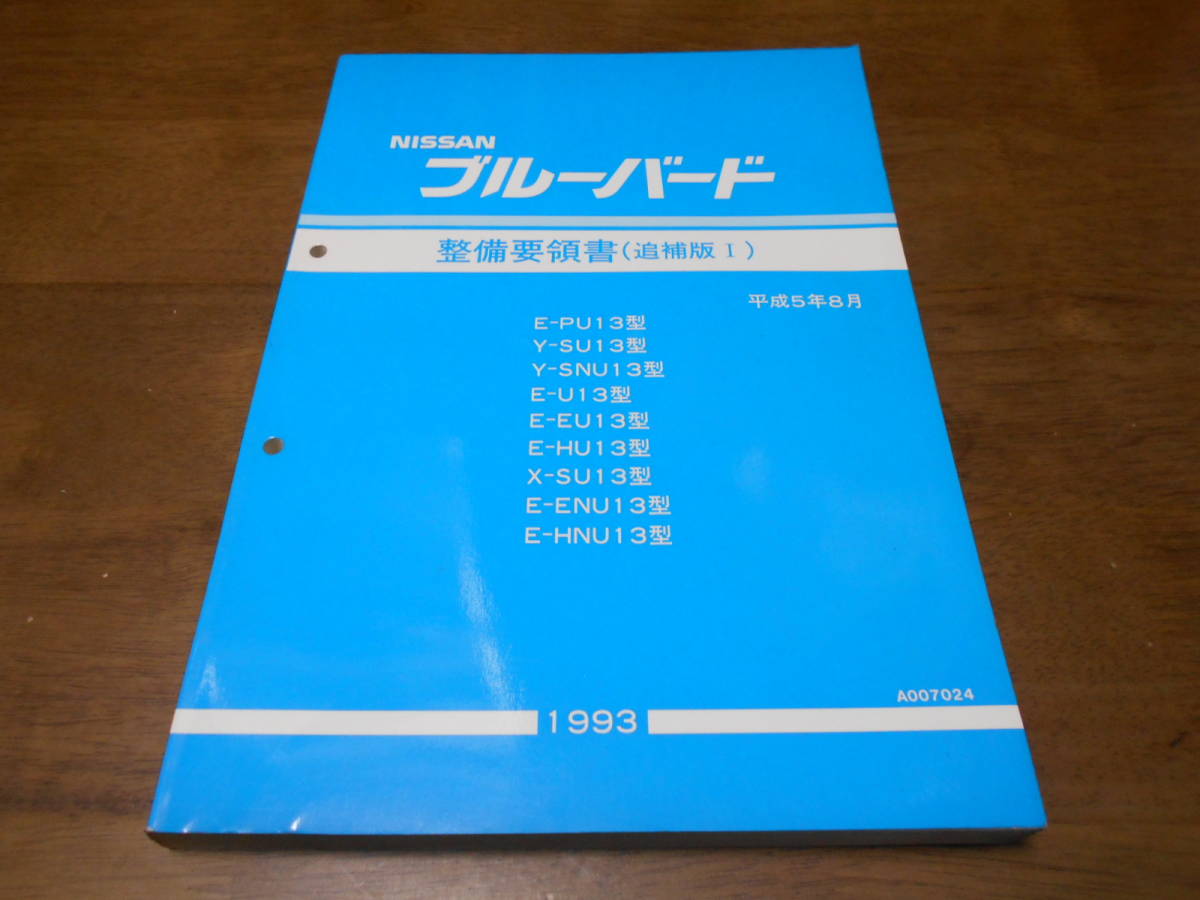 NISSAN
ブルーバード
整備要領書(追補版Ⅰ)
平成5年8月
E-PU13型
Y-SU13型
Y-SNU13型
E-U13型
E-EU13型
E-HU13型
X-SU13型
E-ENU13型
E-HNU13型
A007024
1993